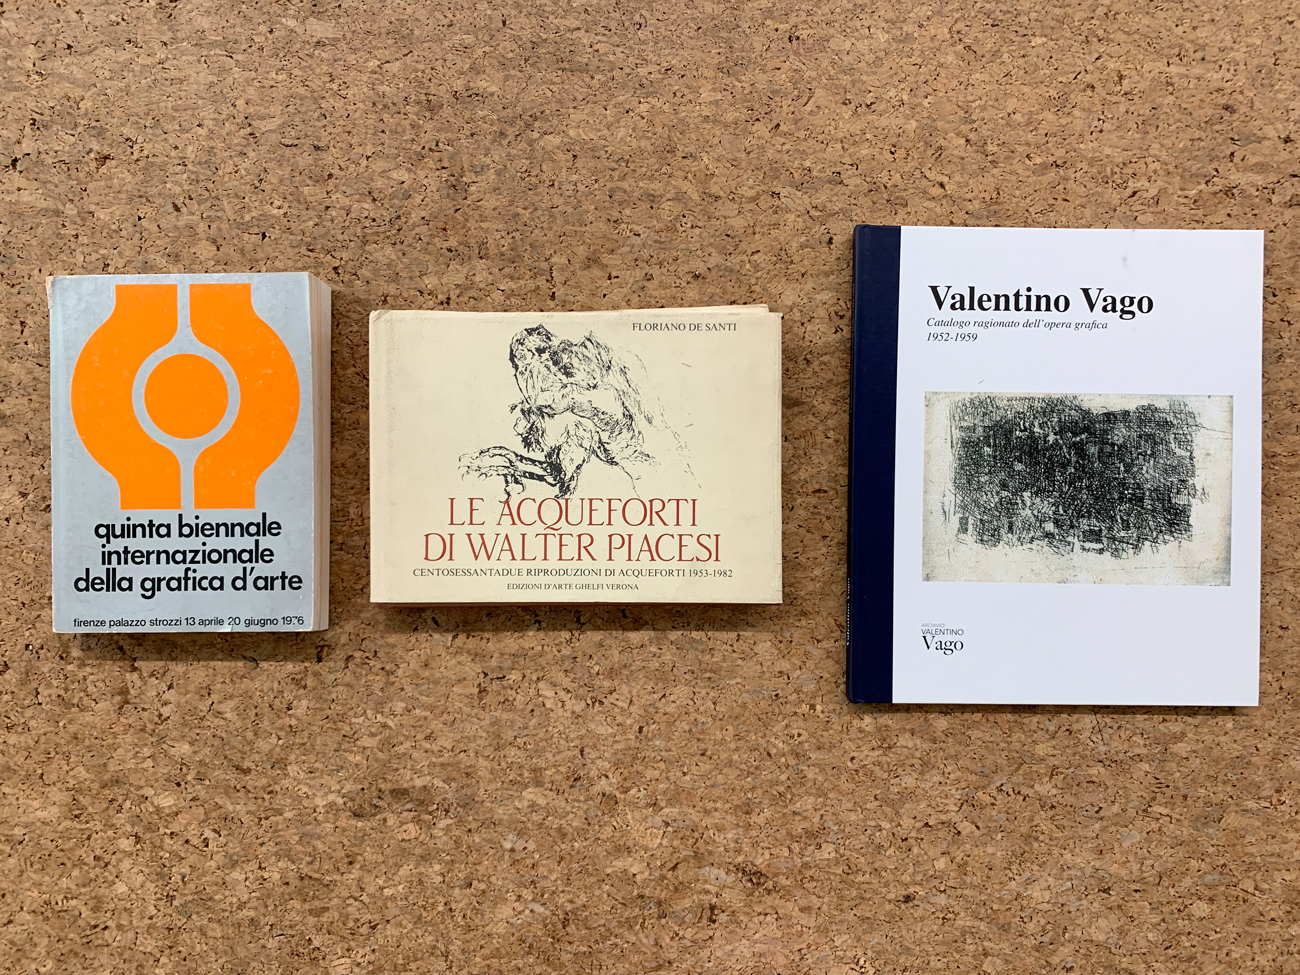 quinta biennale
internazionale
della grafica d'arte
firenze palazzo strozzi 13 aprile 20 giugno 1976
FLORIANO DE SANTI
LE ACQUEFORTI
DI WALTER PIACESI
CENTOSESSANTADUE RIPRODUZIONI DI ACQUEFORTI 1953-1982
EDIZIONI D'ARTE GHELFI VERONA
Valentino Vago
Catalogo ragionato dell'opera grafica
1952-1959
ARCHIVIO
VALENTINO
Vago